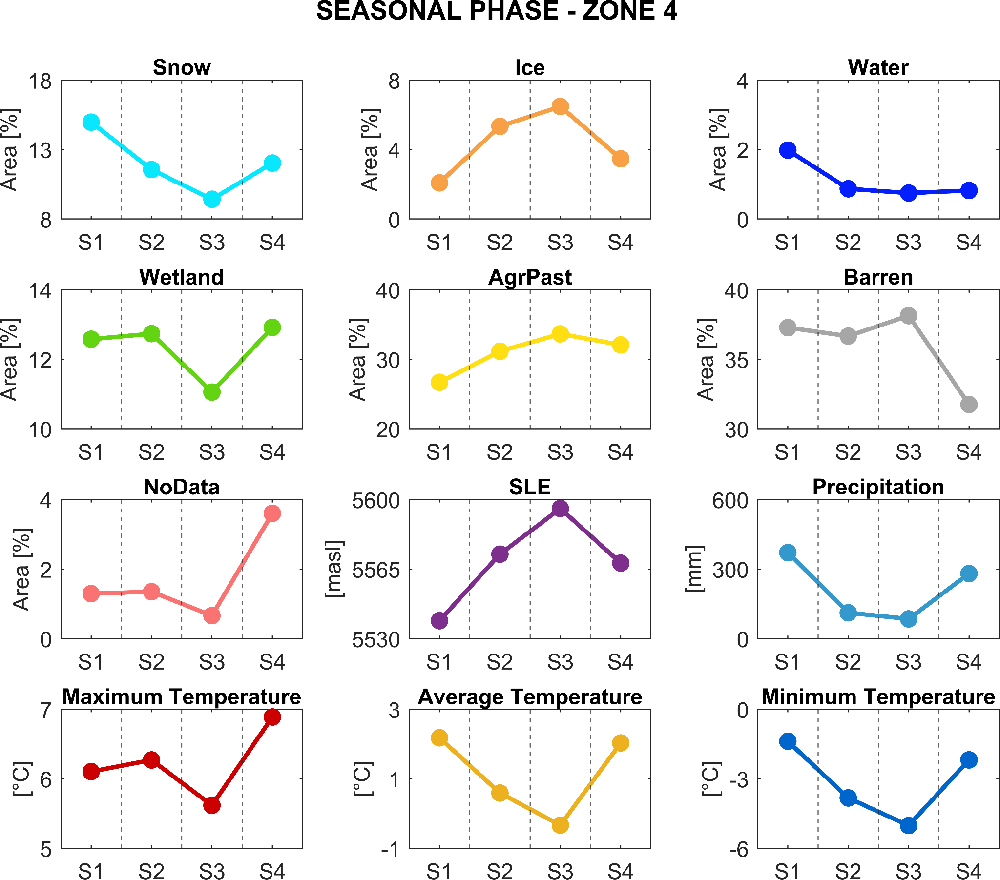 SEASONAL PHASE - ZONE 4
Snow
18
13
8
Area [%]
S1 S2 S3 S4
Ice
8
4
0
Area [%]
S1 S2 S3 S4
Water
4
2
0
Area [%]
S1 S2 S3 S4
Wetland
14
12
10
Area [%]
S1 S2 S3 S4
AgrPast
40
30
20
Area [%]
S1 S2 S3 S4
Barren
40
35
30
Area [%]
S1 S2 S3 S4
NoData
4
2
0
Area [%]
S1 S2 S3 S4
SLE
5600
5565
5530
[masl]
S1 S2 S3 S4
Precipitation
600
300
0
[mm]
S1 S2 S3 S4
Maximum Temperature
7
6
5
[°C]
S1 S2 S3 S4
Average Temperature
3
1
-1
[°C]
S1 S2 S3 S4
Minimum Temperature
0
-3
-6
[°C]
S1 S2 S3 S4